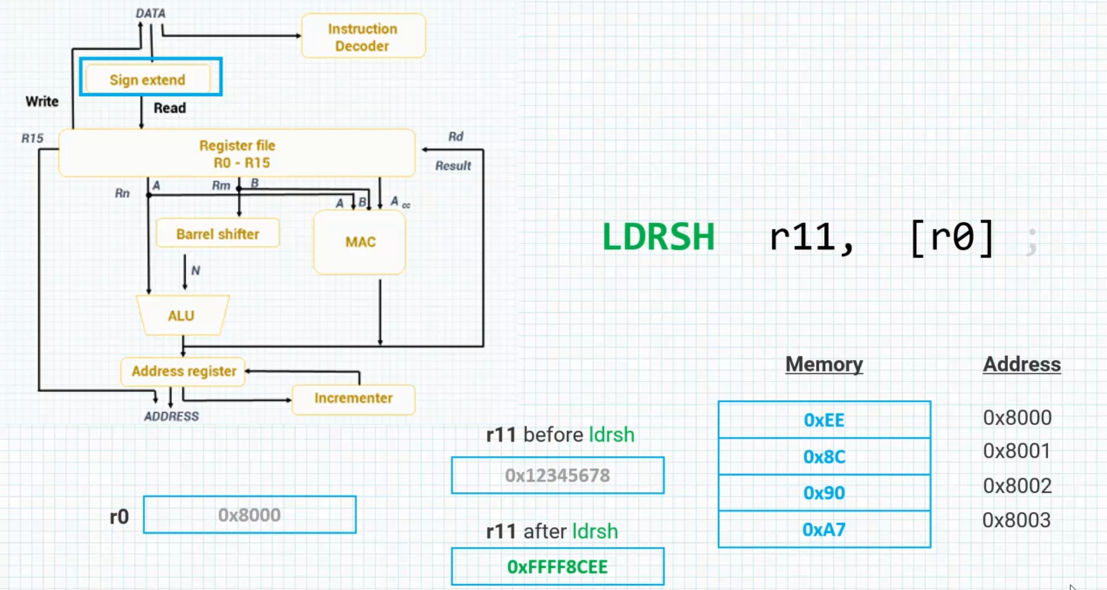 DATA
Instruction
Decoder
Sign extend
Write
Read
R15
Register file
R0 - R15
Rd
Result
Rn
A
Rm
B
A
B
A cc
Barrel shifter
MAC
N
ALU
Address register
Incrementer
ADDRESS
LDRSH r11, [r0] ;
Memory
Address
0xEE
0x8000
0x8C
0x8001
0x90
0x8002
0xA7
0x8003
r11 before ldrsh
0x12345678
r0
0x8000
r11 after ldrsh
0xFFFF8CEE